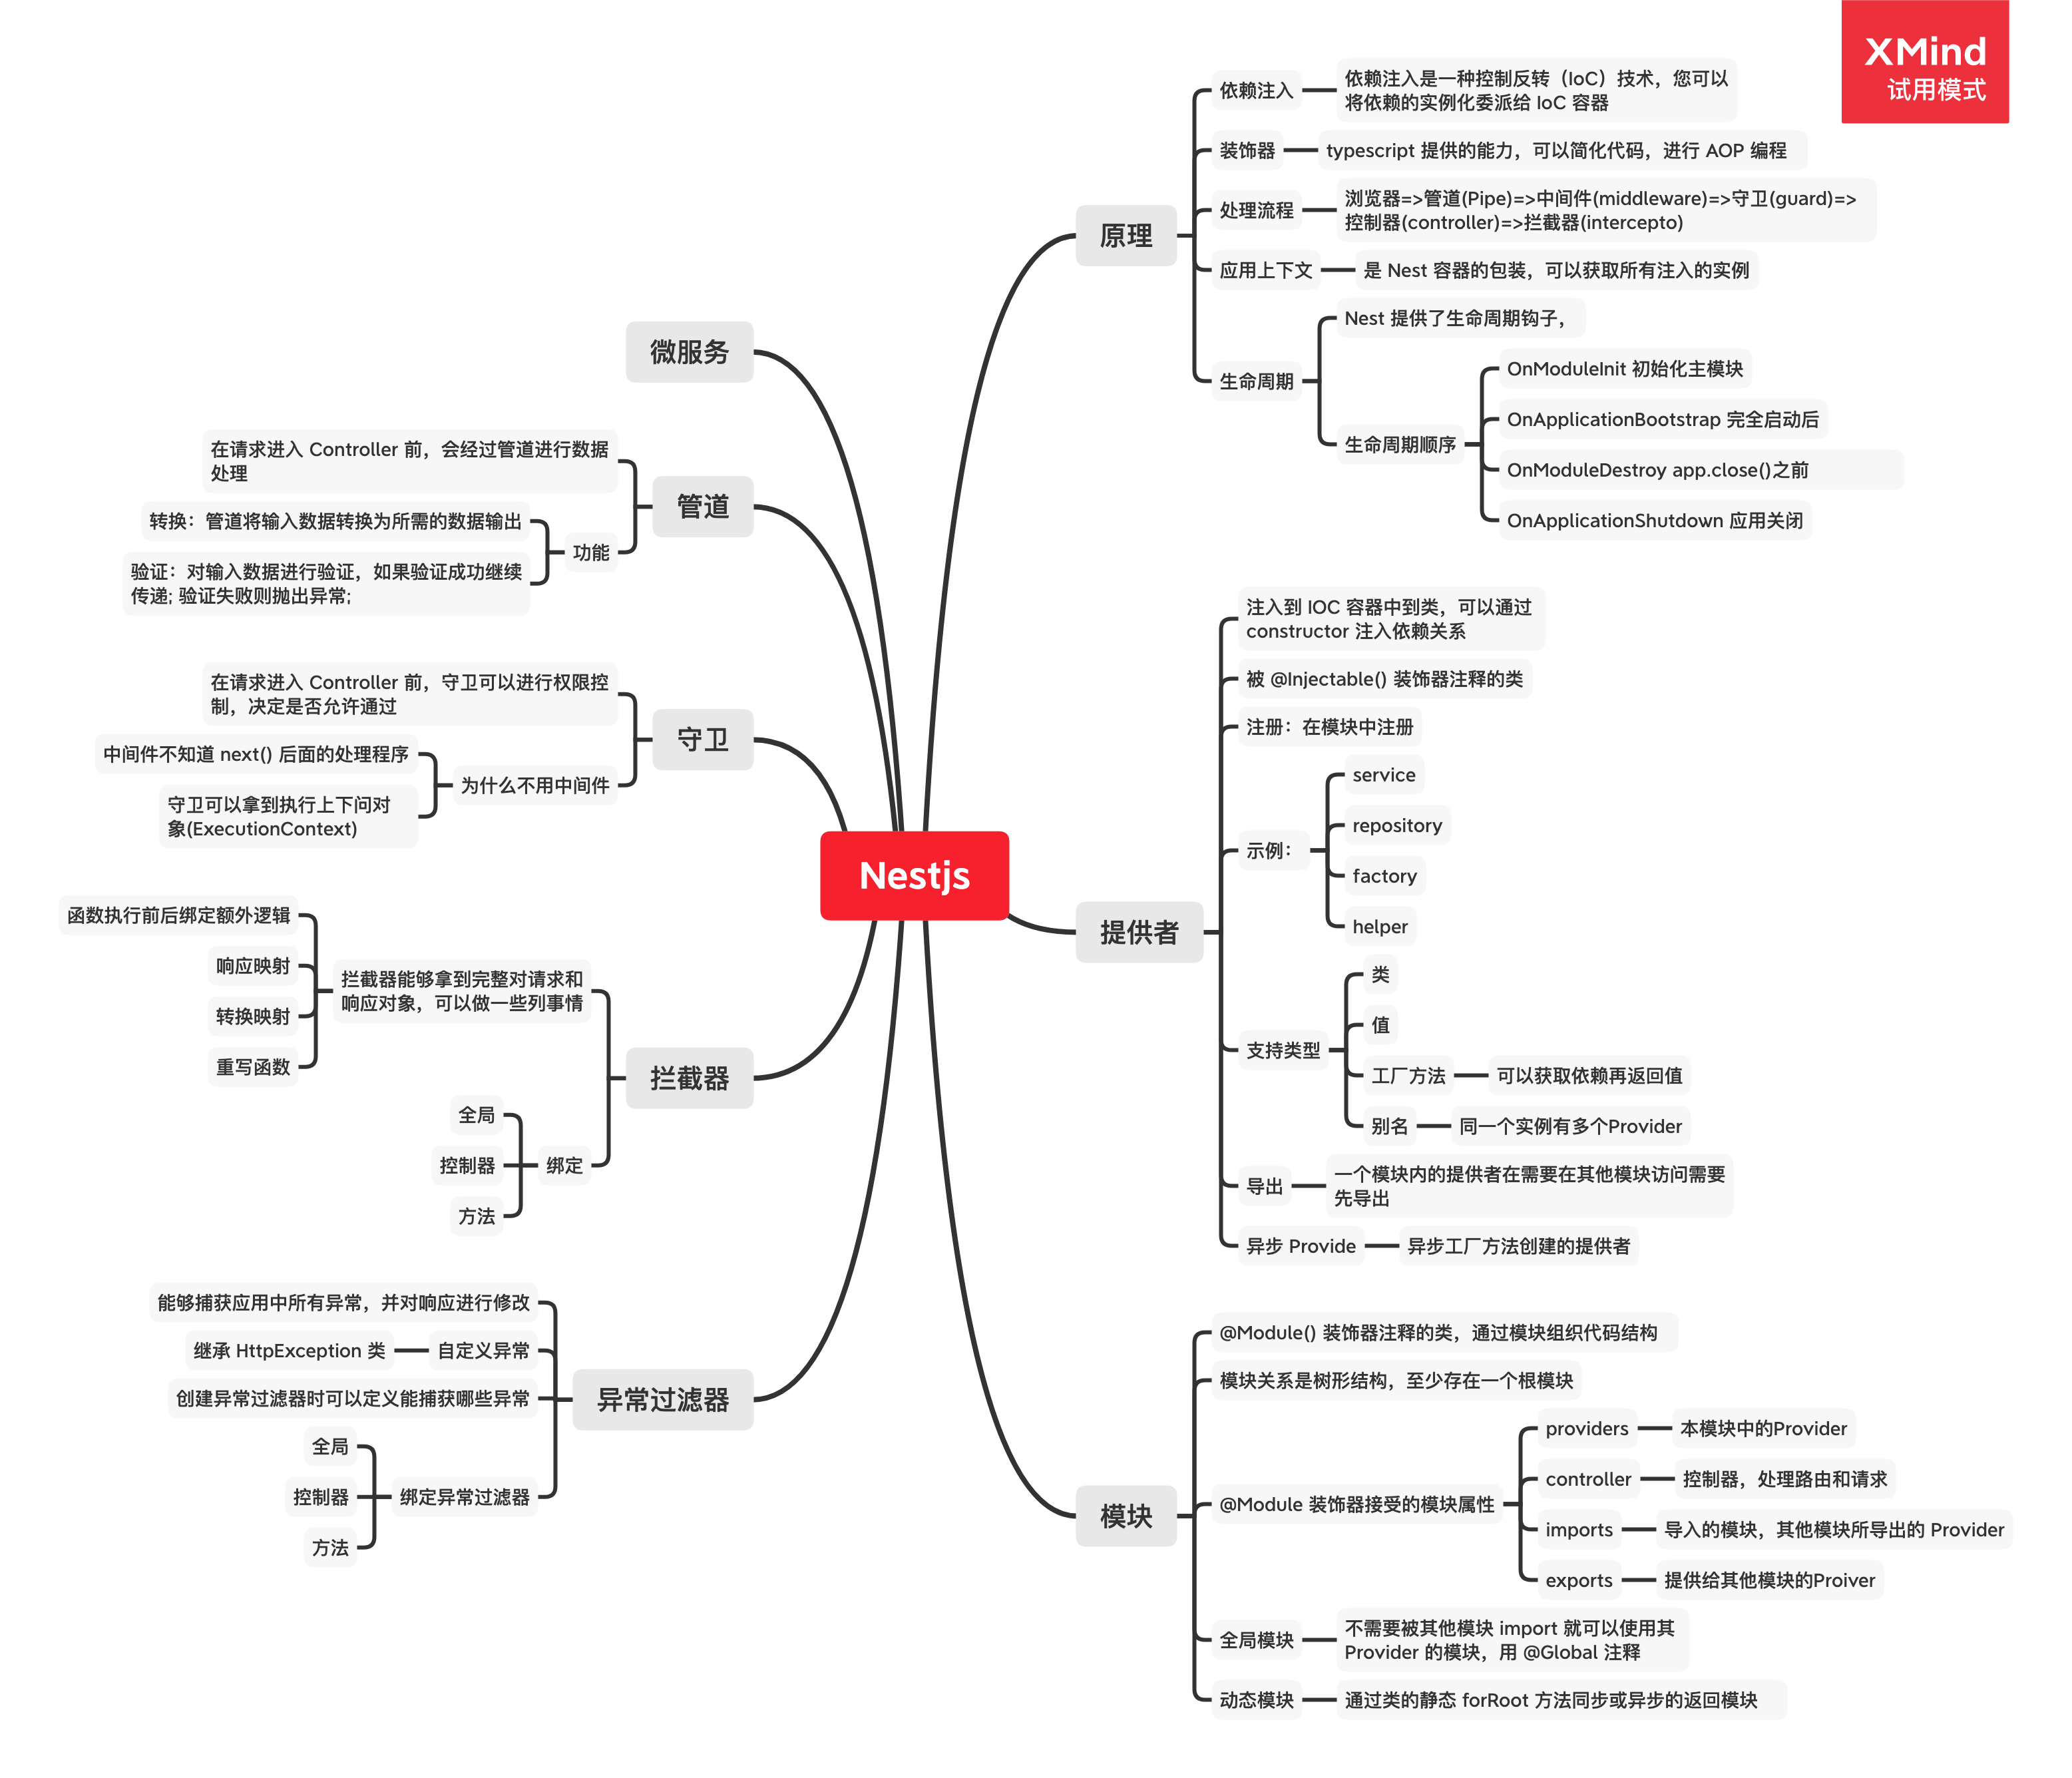 XMind
试用模式
Nestjs
原理
依赖注入
依赖注入是一种控制反转（IoC）技术，您可以
将依赖的实例化委派给 IoC 容器
装饰器
typescript 提供的能力，可以简化代码，进行 AOP 编程
处理流程
浏览器=>管道(Pipe)=>中间件(middleware)=>守卫(guard)=>
控制器(controller)=>拦截器(intercepto)
应用上下文
是 Nest 容器的包装，可以获取所有注入的实例
生命周期
Nest 提供了生命周期钩子，
生命周期顺序
OnModuleInit 初始化主模块
OnApplicationBootstrap 完全启动后
OnModuleDestroy app.close()之前
OnApplicationShutdown 应用关闭
提供者
注入到 IOC 容器中到类，可以通过
constructor 注入依赖关系
被 @Injectable() 装饰器注释的类
注册：在模块中注册
示例：
service
repository
factory
helper
支持类型
类
值
工厂方法
可以获取依赖再返回值
别名
同一个实例有多个Provider
导出
一个模块内的提供者在需要在其他模块访问需要
先导出
异步 Provide
异步工厂方法创建的提供者
模块
@Module() 装饰器注释的类，通过模块组织代码结构
模块关系是树形结构，至少存在一个根模块
@Module 装饰器接受的模块属性
providers
本模块中的Provider
controller
控制器，处理路由和请求
imports
导入的模块，其他模块所导出的 Provider
exports
提供给其他模块的Proiver
全局模块
不需要被其他模块 import 就可以使用其
Provider 的模块，用 @Global 注释
动态模块
通过类的静态 forRoot 方法同步或异步的返回模块
微服务
管道
在请求进入 Controller 前，会经过管道进行数据
处理
功能
转换：管道将输入数据转换为所需的数据输出
验证：对输入数据进行验证，如果验证成功继续
传递; 验证失败则抛出异常;
守卫
在请求进入 Controller 前，守卫可以进行权限控
制，决定是否允许通过
为什么不用中间件
中间件不知道 next() 后面的处理程序
守卫可以拿到执行上下问对
象(ExecutionContext)
拦截器
拦截器能够拿到完整对请求和
响应对象，可以做一些列事情
函数执行前后绑定额外逻辑
响应映射
转换映射
重写函数
绑定
全局
控制器
方法
异常过滤器
能够捕获应用中所有异常，并对响应进行修改
自定义异常
继承 HttpException 类
创建异常过滤器时可以定义能捕获哪些异常
绑定异常过滤器
全局
控制器
方法